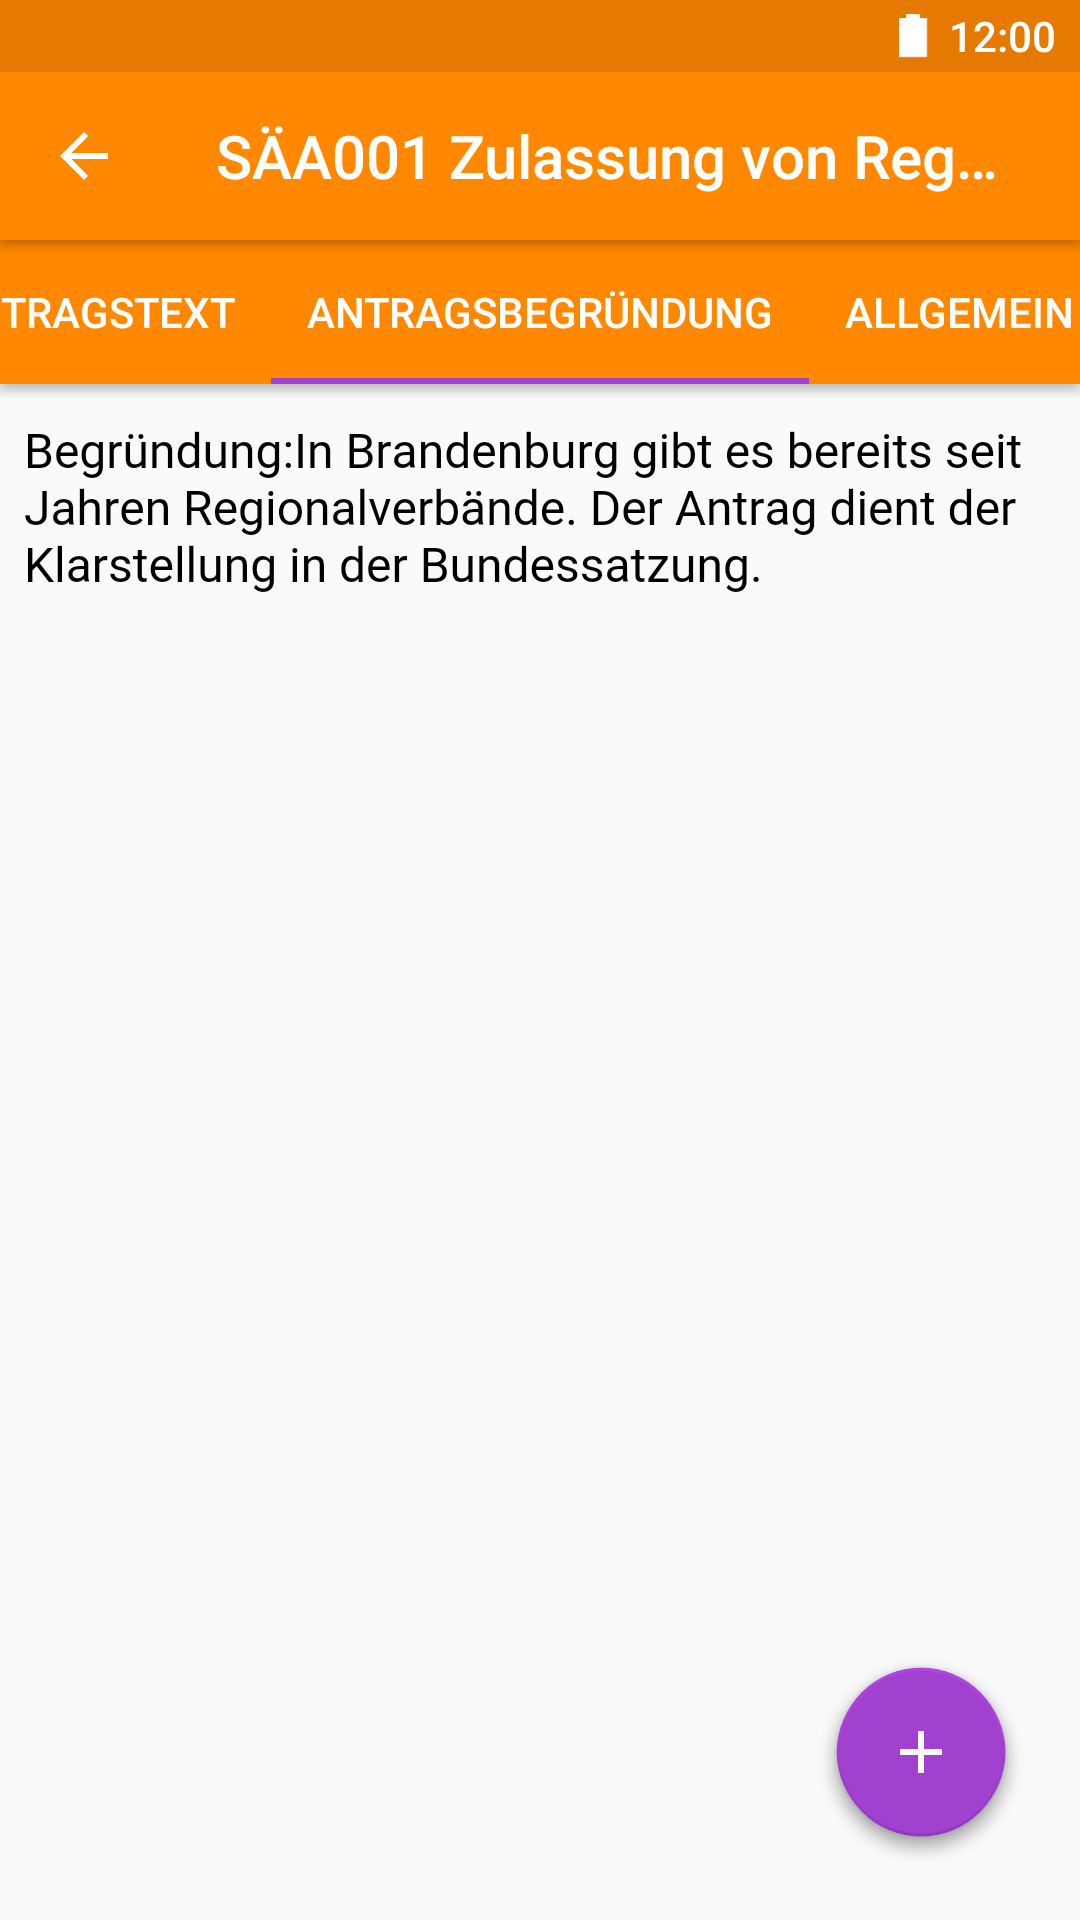 12:00
SÄA001 Zulassung von Reg...
TRAGSTEXT ANTRAGSBEGRÜNDUNG ALLGEMEIN
Begründung:In Brandenburg gibt es bereits seit
Jahren Regionalverbände. Der Antrag dient der
Klarstellung in der Bundessatzung.